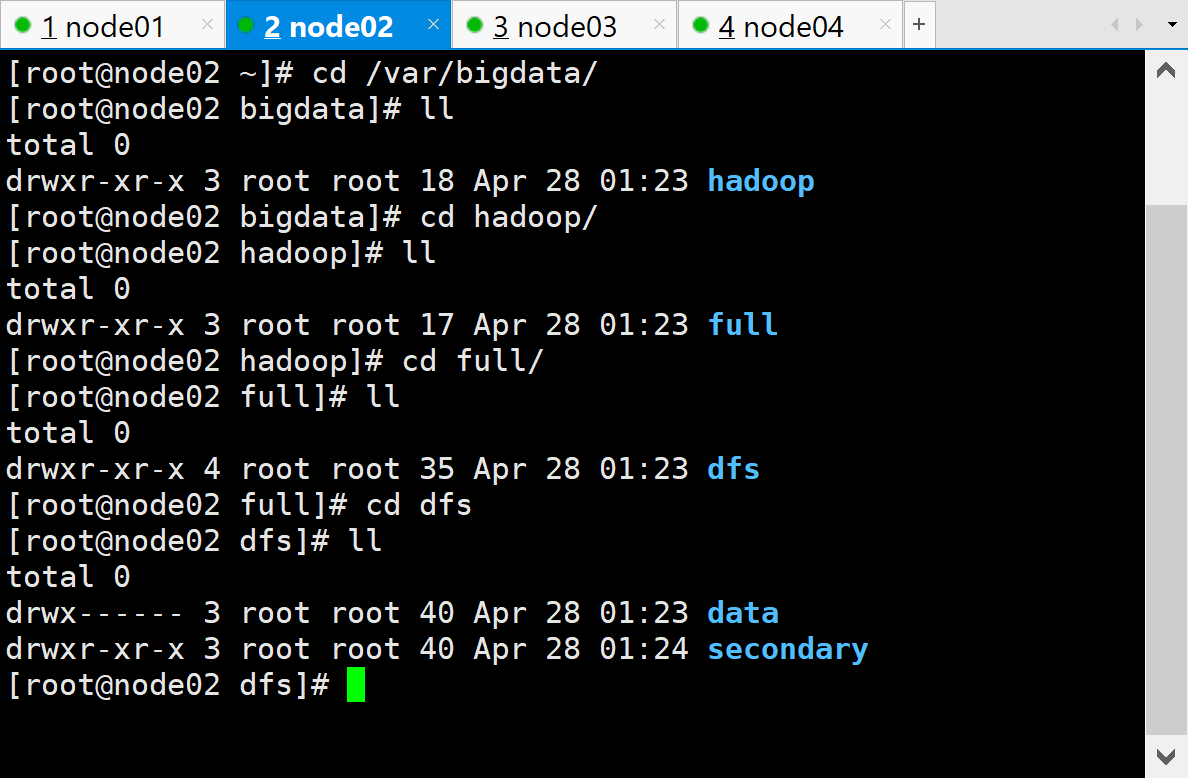 1 node01 × 2 node02 × 3 node03 × 4 node04 × +
[root@node02 ~]# cd /var/bigdata/
[root@node02 bigdata]# ll
total 0
drwxr-xr-x 3 root root 18 Apr 28 01:23 hadoop
[root@node02 bigdata]# cd hadoop/
[root@node02 hadoop]# ll
total 0
drwxr-xr-x 3 root root 17 Apr 28 01:23 full
[root@node02 hadoop]# cd full/
[root@node02 full]# ll
total 0
drwxr-xr-x 4 root root 35 Apr 28 01:23 dfs
[root@node02 full]# cd dfs
[root@node02 dfs]# ll
total 0
drwx------ 3 root root 40 Apr 28 01:23 data
drwxr-xr-x 3 root root 40 Apr 28 01:24 secondary
[root@node02 dfs]#